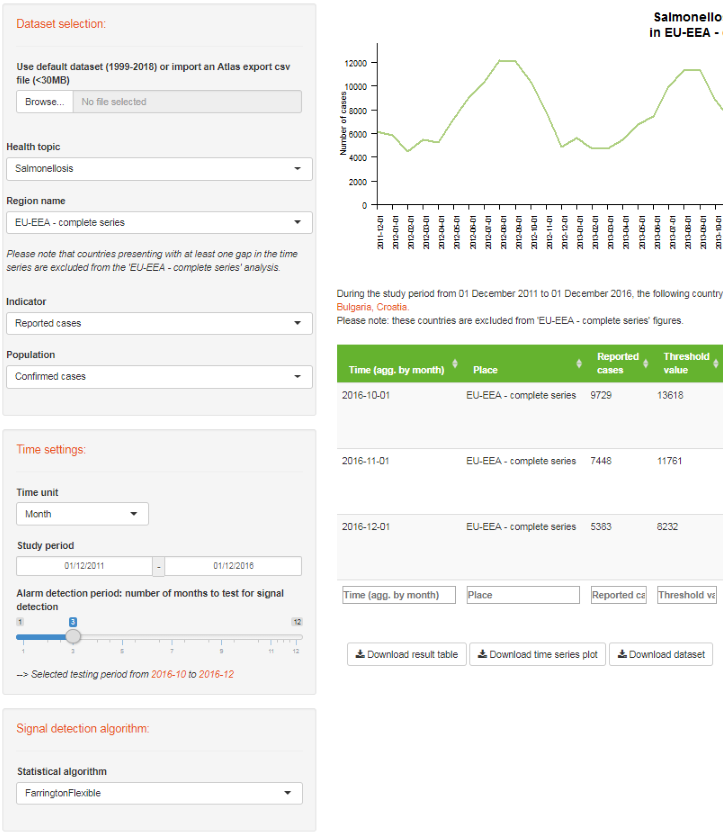 Dataset selection:
Use default dataset (1999-2018) or import an Atlas export csv
file (<30MB)
Browse... No file selected
Health topic
Salmonellosis
Region name
EU-EEA - complete series
Please note that countries presenting with at least one gap in the time
series are excluded from the 'EU-EEA - complete series' analysis.
Indicator
Reported cases
Population
Confirmed cases
Time settings:
Time unit
Month
Study period
01/12/2011 - 01/12/2016
Alarm detection period: number of months to test for signal
detection
1 3 12
1 3 5 7 9 11 12
--> Selected testing period from 2016-10 to 2016-12
Signal detection algorithm:
Statistical algorithm
FarringtonFlexible
Salmonello
in EU-EEA -
Number of cases
12000
10000
8000
6000
4000
2000
0
2011-12-01
2012-01-01
2012-02-01
2012-03-01
2012-04-01
2012-05-01
2012-06-01
2012-07-01
2012-08-01
2012-09-01
2012-10-01
2012-11-01
2012-12-01
2013-01-01
2013-02-01
2013-03-01
2013-04-01
2013-05-01
2013-06-01
2013-07-01
2013-08-01
2013-09-01
2013-10-01
During the study period from 01 December 2011 to 01 December 2016, the following country
Bulgaria, Croatia.
Please note: these countries are excluded from 'EU-EEA - complete series' figures.
Time (agg. by month) Place Reported cases Threshold value
2016-10-01 EU-EEA - complete series 9729 13618
2016-11-01 EU-EEA - complete series 7448 11761
2016-12-01 EU-EEA - complete series 5383 8232
Time (agg. by month) Place Reported ca Threshold va
Download result table Download time series plot Download dataset